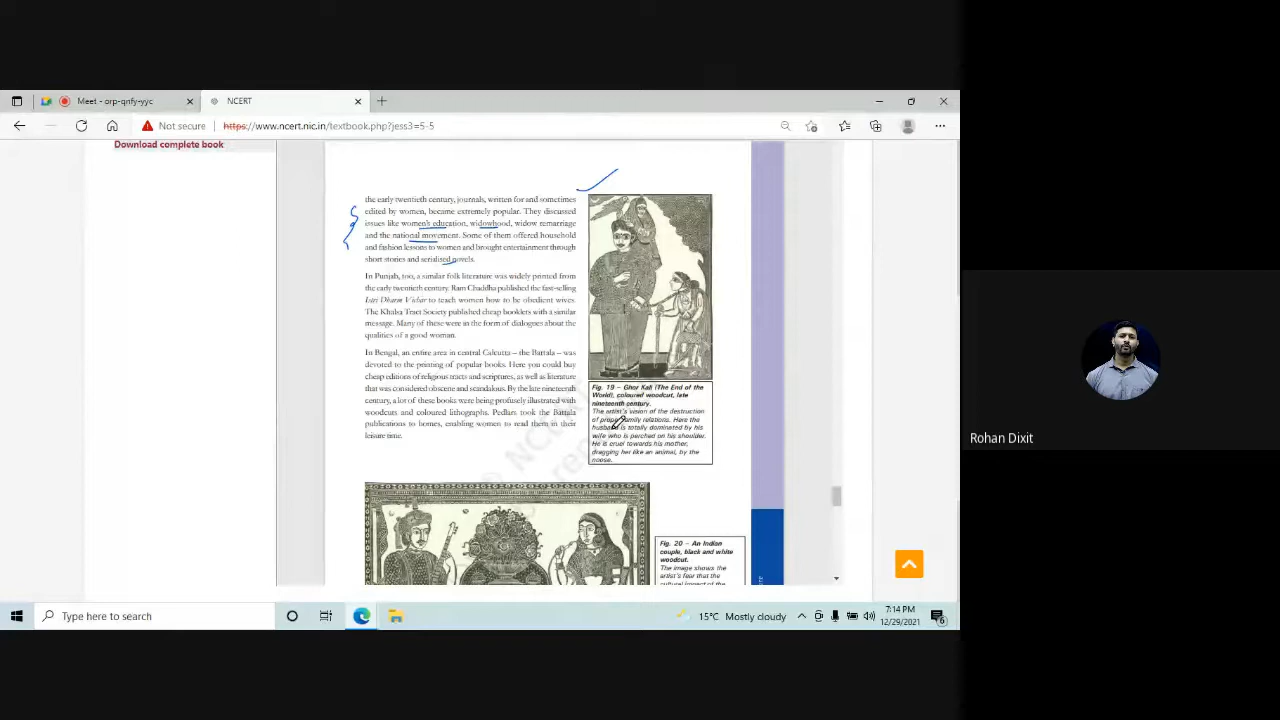 Meet - orp-qnfy-yyc
NCERT
Not secure
https://www.ncert.nic.in/textbook.php?jess3=5-5
Download complete book
the early twentieth century, journals, written for and sometimes
edited by women, became extremely popular. They discussed
issues like women's education, widowhood, widow remarriage
and the national movement. Some of them offered household
and fashion lessons to women and brought entertainment through
short stories and serialised novels.
In Punjab, too, a similar folk literature was widely printed from
the early twentieth century. Ram Chaddha published the fast-selling
Istri Dharm Vichar to teach women how to be obedient wives.
The Khalsa Tract Society published cheap booklets with a similar
message. Many of these were in the form of dialogues about the
qualities of a good woman.
In Bengal, an entire area in central Calcutta – the Battala – was
devoted to the printing of popular books. Here you could buy
cheap editions of religious tracts and scriptures, as well as literature
that was considered obscene and scandalous. By the late nineteenth
century, a lot of these books were being profusely illustrated with
woodcuts and coloured lithographs. Pedlars took the Battala
publications to homes, enabling women to read them in their
leisure time.
Fig. 19 – Ghor Kali (The End of the
World), coloured woodcut, late
nineteenth century.
The artist's vision of the destruction
of proper family relations. Here the
husband is totally dominated by his
wife who is perched on his shoulder.
He is cruel towards his mother,
dragging her like an animal, by the
noose.
Fig. 20 – An Indian
couple, black and white
woodcut.
The image shows the
artist's fear that the
cultural impact of the
Rohan Dixit
Type here to search
15°C Mostly cloudy
7:14 PM
12/29/2021
6